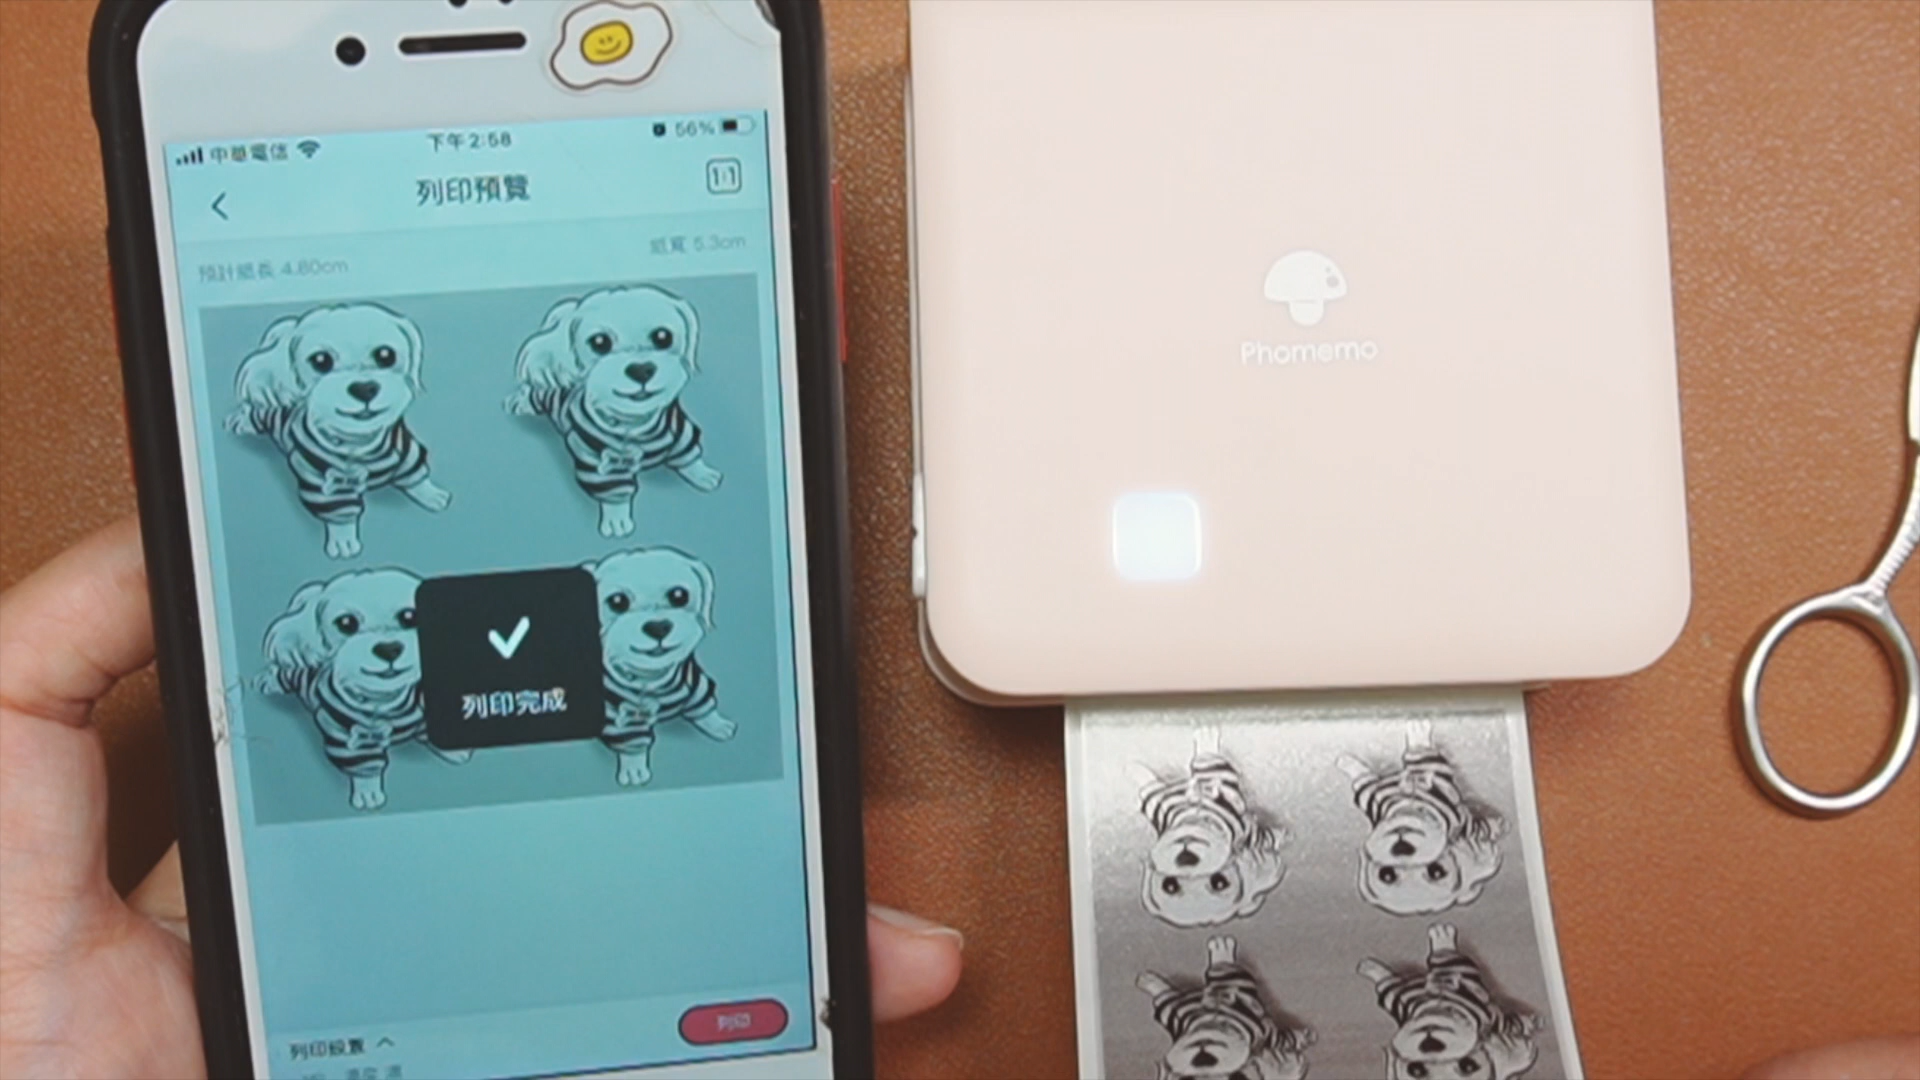 中華電信
下午2:58
56%
列印預覽
1:1
預計紙長 4.80cm
紙寬 5.3cm
列印完成
列印設置
列印
Phomemo